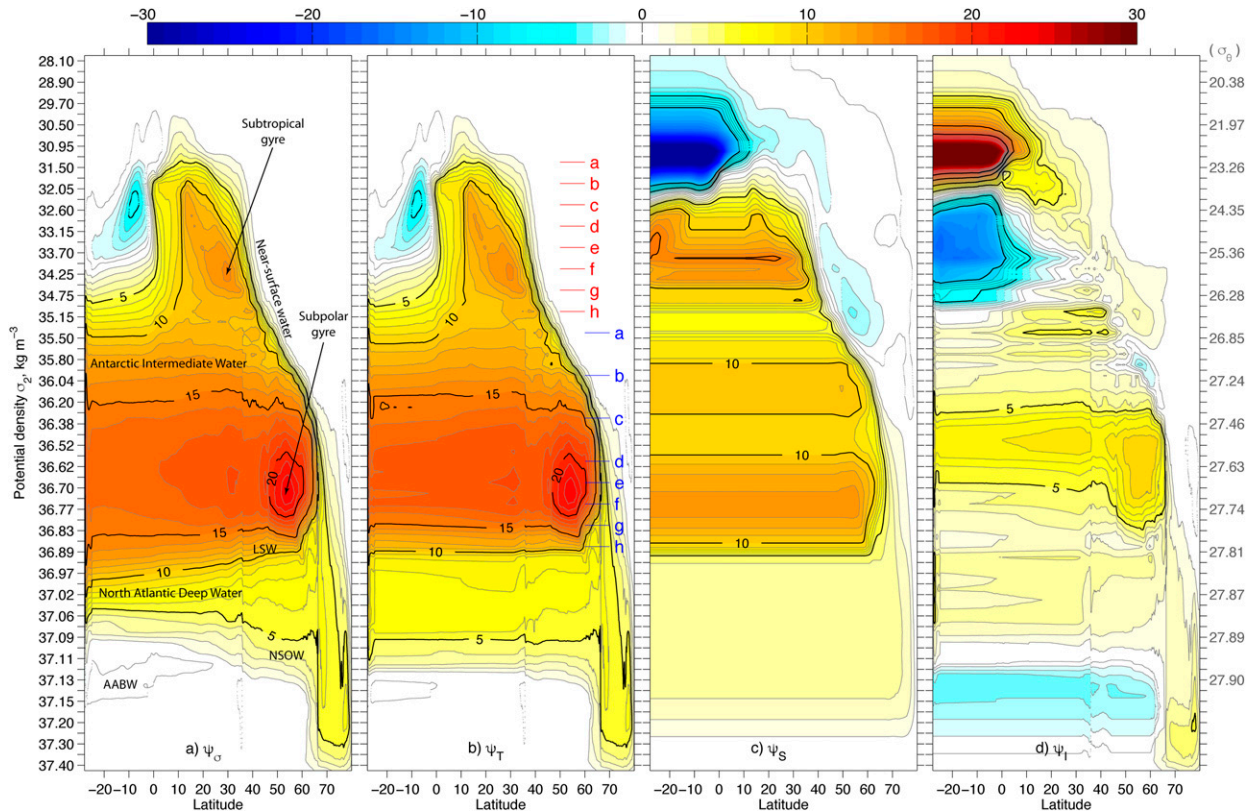 −30 −20 −10 0 10 20 30
(σθ)
Potential density σ2, kg m−3
28.10
28.90
29.70
30.50
30.95
31.50
32.05
32.60
33.15
33.70
34.25
34.75
35.15
35.50
35.80
36.04
36.20
36.38
36.52
36.62
36.70
36.77
36.83
36.89
36.97
37.02
37.06
37.09
37.11
37.13
37.15
37.20
37.30
37.40
Subtropical
gyre
Near-surface water
5
10
Subpolar
gyre
Antarctic Intermediate Water
15
20
15
LSW
10
North Atlantic Deep Water
5
NSOW
AABW
a) ψσ
−20−10 0 10 20 30 40 50 60 70
Latitude
a
b
c
d
e
f
g
h
a
b
c
d
e
f
g
h
5
10
15
20
15
10
5
b) ψT
−20−10 0 10 20 30 40 50 60 70
Latitude
10
10
10
c) ψS
−20−10 0 10 20 30 40 50 60 70
Latitude
5
5
d) ψI
−20−10 0 10 20 30 40 50 60 70
Latitude
20.38
21.97
23.26
24.35
25.36
26.28
26.85
27.24
27.46
27.63
27.74
27.81
27.87
27.89
27.90